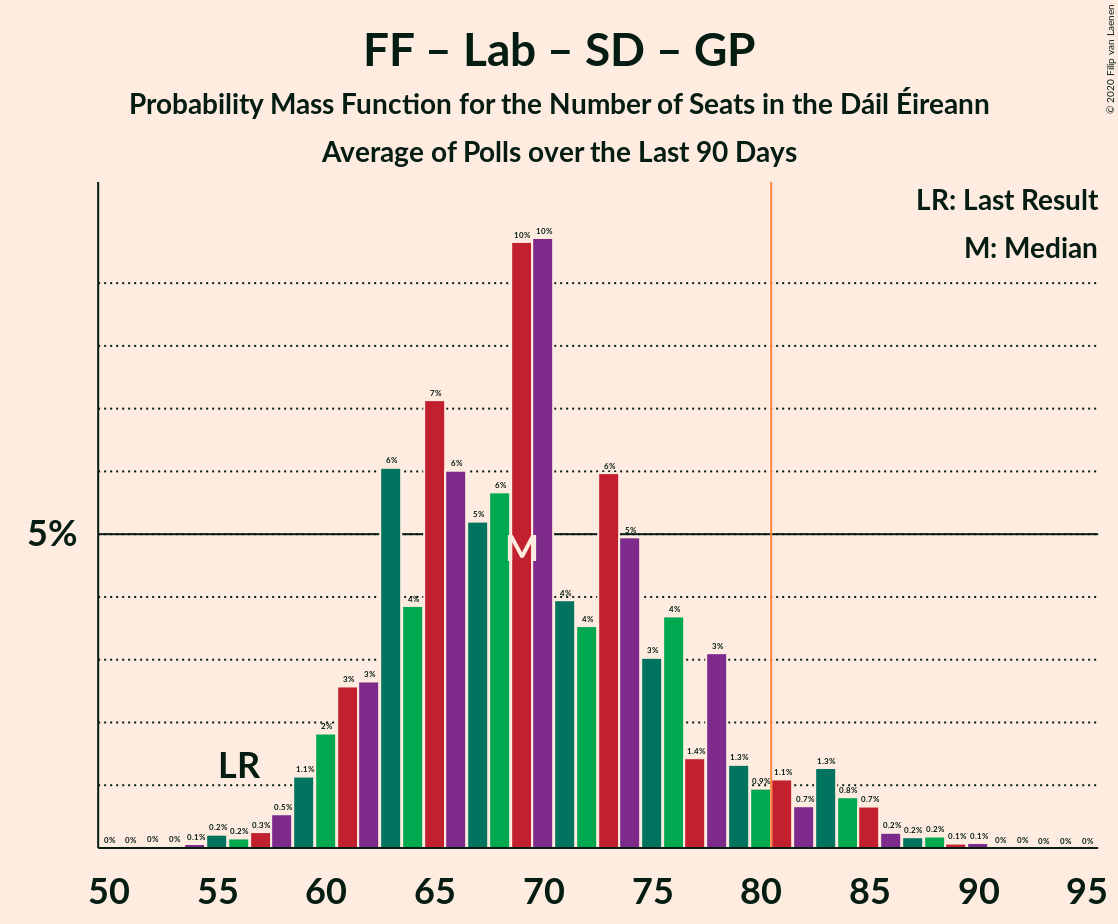 FF – Lab – SD – GP
Probability Mass Function for the Number of Seats in the Dáil Éireann
Average of Polls over the Last 90 Days
© 2020 Filip van Laenen
LR: Last Result
M: Median
5%
0% 0% 0% 0% 0.1% 0.2% 0.2% 0.3% 0.5% 1.1% 2% 3% 3% 6% 4% 7% 6% 5% 6% 10% 10% 4% 4% 6% 5% 3% 4% 1.4% 3% 1.3% 0.9% 1.1% 0.7% 1.3% 0.8% 0.7% 0.2% 0.2% 0.2% 0.1% 0.1% 0% 0% 0% 0% 0%
M
LR
50 55 60 65 70 75 80 85 90 95